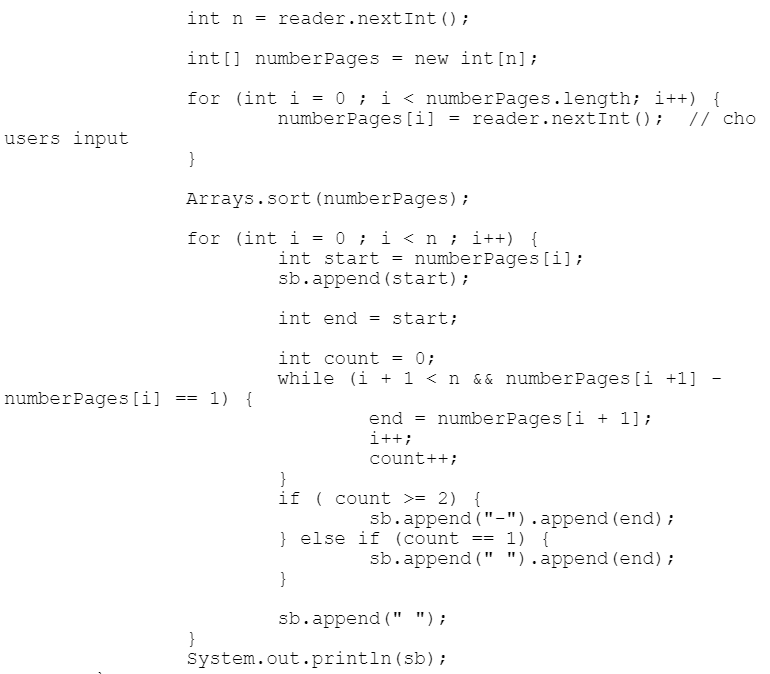 int n = reader.nextInt();
int[] numberPages = new int[n];
for (int i = 0 ; i < numberPages.length; i++) {
numberPages[i] = reader.nextInt();  // cho
users input
}
Arrays.sort(numberPages);
for (int i = 0 ; i < n ; i++) {
int start = numberPages[i];
sb.append(start);
int end = start;
int count = 0;
while (i + 1 < n && numberPages[i +1] -
numberPages[i] == 1) {
end = numberPages[i + 1];
i++;
count++;
}
if ( count >= 2) {
sb.append("-").append(end);
} else if (count == 1) {
sb.append(" ").append(end);
}
sb.append(" ");
}
System.out.println(sb);